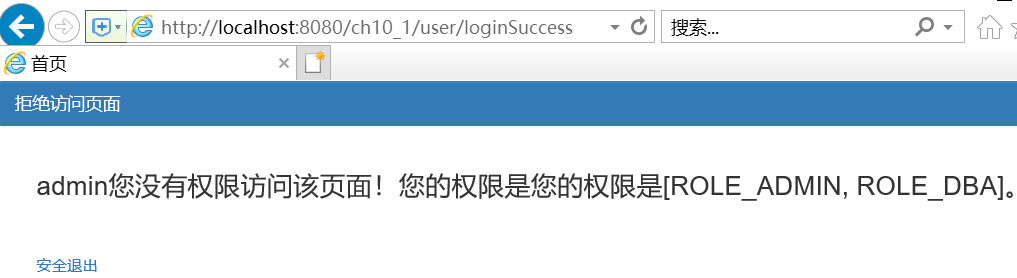 http://localhost:8080/ch10_1/user/loginSuccess
搜索...
首页
拒绝访问页面
admin您没有权限访问该页面！您的权限是您的权限是[ROLE_ADMIN, ROLE_DBA]。
安全退出